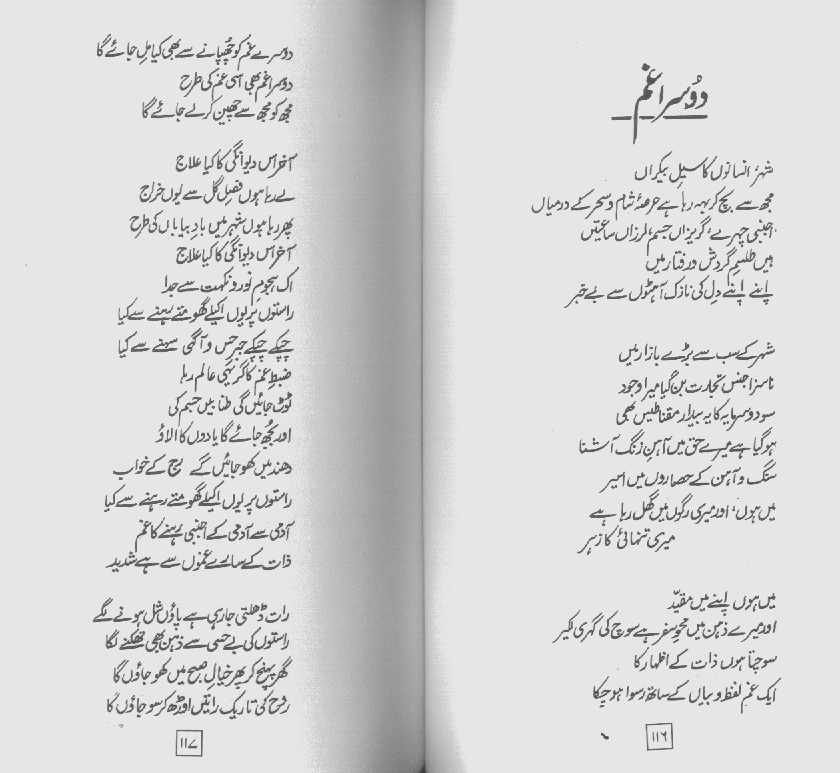 دوسرا غم
شہر، انسانوں کا سیلِ بیکراں
مجھ سے بچ کر بہہ رہا ہے عرصۂ شام و سحر کے درمیاں
اجنبی چہرے، گریزاں جسم، لرزاں ساعتیں
ہیں طلسمِ گردش و رفتار میں
اپنے اپنے دل کی نازک آہٹوں سے بے خبر
شہر کے سب سے بڑے بازار میں
ناسزا جنسِ تجارت بن گیا میرا وجود
سود و سرمایہ کا یہ بیدار مقناطیس بھی
ہو گیا ہے میرے حق میں آہنِ زنگ آشنا
سنگ و آہن کے حصاروں میں اسیر
میں ہوں، اور میری رگوں میں گھل رہا ہے
میری تنہائی کا زہر
میں ہوں اپنے میں مقیّد
اور میرے ذہن میں محوِ سفر ہے سوچ کی گہری لکیر
سوچتا ہوں ذات کے اظہار کا
ایک غم لفظ و بیاں کے ساتھ رسوا ہو چکا
۱۱۶
دوسرے غم کو چھپانے سے بھی کیا مل جائے گا
دوسرا غم بھی اسی غم کی طرح
مجھ کو مجھ سے چھین کر لے جائے گا
آخر اس دیوانگی کا کیا علاج
لے رہا ہوں فصلِ گل سے یوں خراج
پھر رہا ہوں شہر میں بادِ بیاباں کی طرح
آخر اس دیوانگی کا کیا علاج
اک ہجومِ نور و نکہت سے جدا
راستوں پر یوں اکیلے گھومتے رہنے سے کیا
چپکے چپکے جبرِ حس و آگہی سہنے سے کیا
ضبطِ غم کا گر یہی عالم رہا
ٹوٹ جائیں گی طنابیں جسم کی
اور بجھ جائے گا یادوں کا الاؤ
دھند میں کھو جائیں گے سچ کے خواب
راستوں پر یوں اکیلے گھومتے رہنے سے کیا
آدمی سے آدمی کے اجنبی رہنے کا غم
ذات کے سارے غموں سے ہے شدید
رات ڈھلتی جا رہی ہے پاؤں شل ہونے لگے
راستوں کی بے حسی سے ذہن بھی تھکنے لگا
گھر پہنچ کر پھر خیالِ صبح میں کھو جاؤں گا
روح کی تاریک راتیں اوڑھ کر سو جاؤں گا
۱۱۷